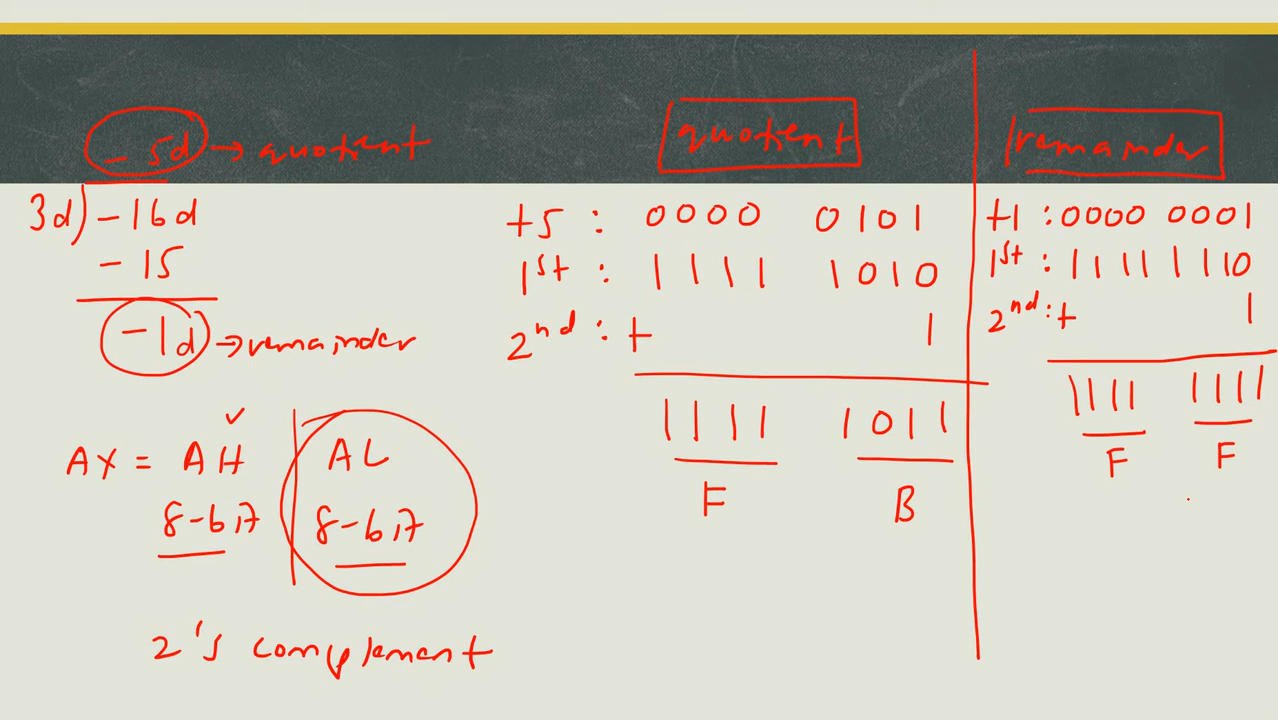 -5d → quotient
3d)-16d
-15
-1d → remainder
AX = AH | AL
8-bit 8-bit
2's complement
quotient
+5 : 0000 0101
1st : 1111 1010
2nd : + 1
1111 1011
F B
remainder
+1 : 0000 0001
1st : 1111 1110
2nd : + 1
1111 1111
F F